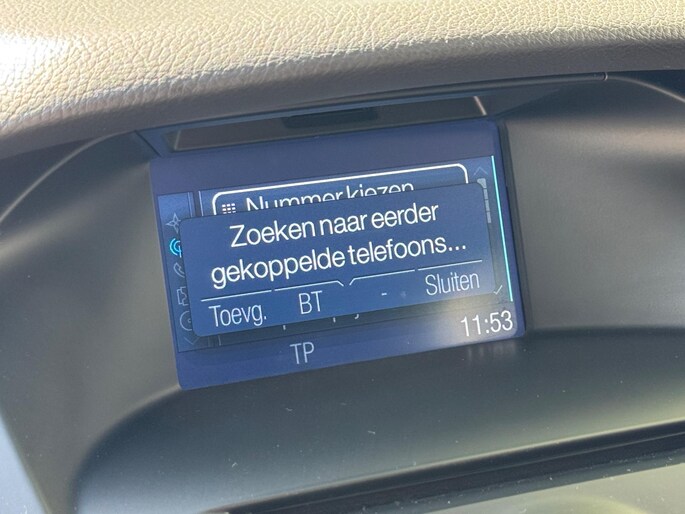 Nummer kiezen
Zoeken naar eerder
gekoppelde telefoons...
Toevg. BT - Sluiten
11:53
TP